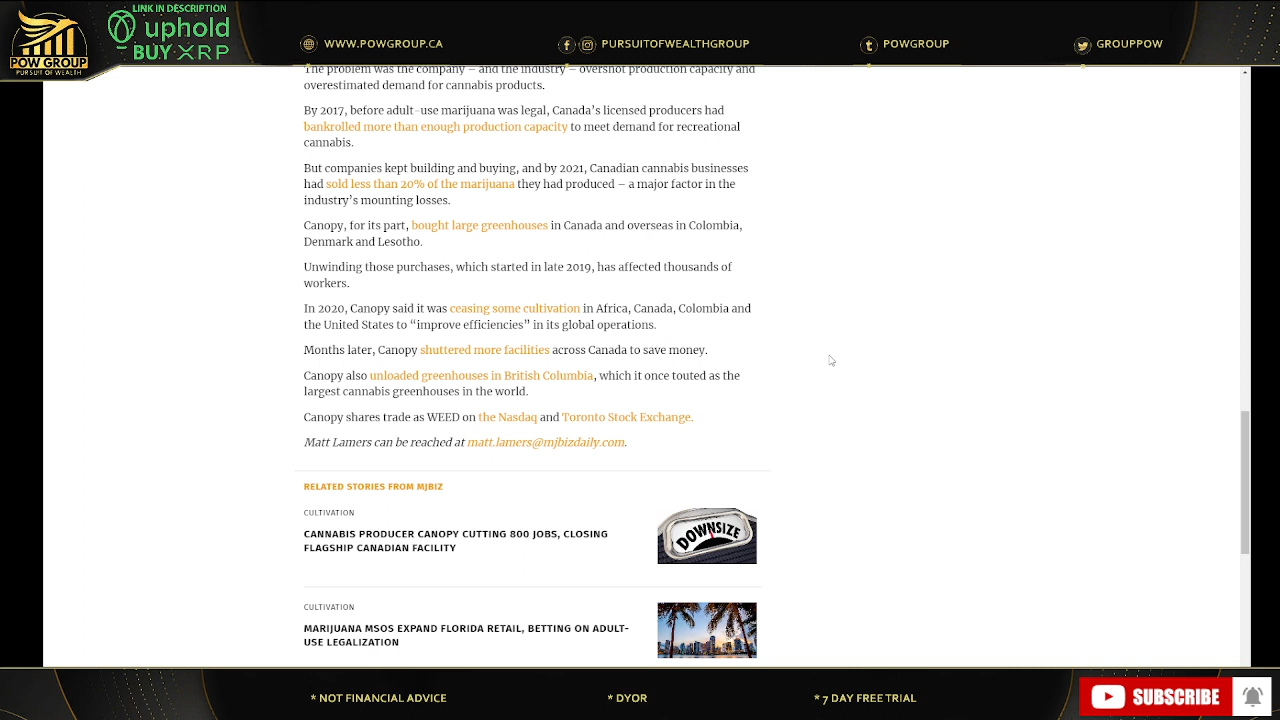 LINK IN DESCRIPTION
uphold
BUY XRP
POW GROUP
PURSUIT OF WEALTH
WWW.POWGROUP.CA
PURSUITOFWEALTHGROUP
POWGROUP
GROUPPOW
The problem was the company – and the industry – overshot production capacity and
overestimated demand for cannabis products.
By 2017, before adult-use marijuana was legal, Canada’s licensed producers had
bankrolled more than enough production capacity to meet demand for recreational
cannabis.
But companies kept building and buying, and by 2021, Canadian cannabis businesses
had sold less than 20% of the marijuana they had produced – a major factor in the
industry’s mounting losses.
Canopy, for its part, bought large greenhouses in Canada and overseas in Colombia,
Denmark and Lesotho.
Unwinding those purchases, which started in late 2019, has affected thousands of
workers.
In 2020, Canopy said it was ceasing some cultivation in Africa, Canada, Colombia and
the United States to “improve efficiencies” in its global operations.
Months later, Canopy shuttered more facilities across Canada to save money.
Canopy also unloaded greenhouses in British Columbia, which it once touted as the
largest cannabis greenhouses in the world.
Canopy shares trade as WEED on the Nasdaq and Toronto Stock Exchange.
Matt Lamers can be reached at matt.lamers@mjbizdaily.com.
RELATED STORIES FROM MJBIZ
CULTIVATION
CANNABIS PRODUCER CANOPY CUTTING 800 JOBS, CLOSING
FLAGSHIP CANADIAN FACILITY
DOWNSIZE
CULTIVATION
MARIJUANA MSOS EXPAND FLORIDA RETAIL, BETTING ON ADULT-
USE LEGALIZATION
* NOT FINANCIAL ADVICE
* DYOR
* 7 DAY FREE TRIAL
SUBSCRIBE